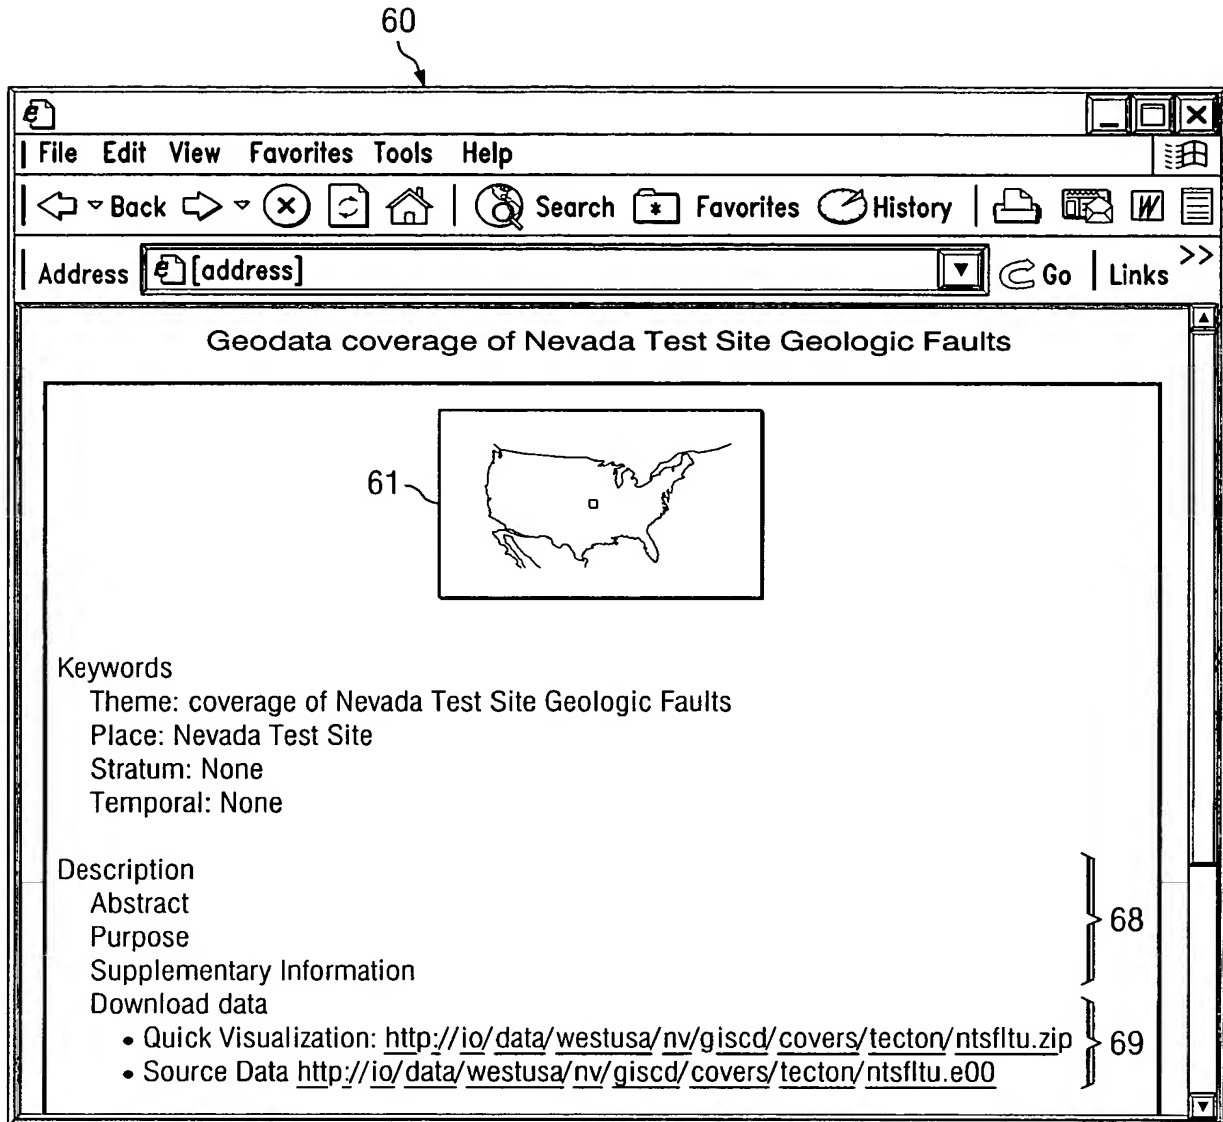 60
File Edit View Favorites Tools Help
Back Search Favorites History W
Address e [address] Go Links >>
Geodata coverage of Nevada Test Site Geologic Faults
61
Keywords
Theme: coverage of Nevada Test Site Geologic Faults
Place: Nevada Test Site
Stratum: None
Temporal: None
Description
Abstract
Purpose
68
Supplementary Information
Download data
• Quick Visualization: http://io/data/westusa/nv/giscd/covers/tecton/ntsfltu.zip
69
• Source Data http://io/data/westusa/nv/giscd/covers/tecton/ntsfltu.e00